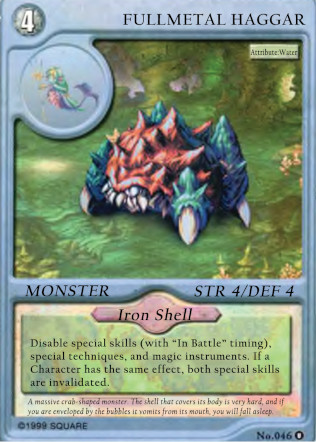 4
FULLMETAL HAGGAR
Attribute:Water
MONSTER
STR 4/DEF 4
Iron Shell
Disable special skills (with "In Battle" timing),
special techniques, and magic instruments. If a
Character has the same effect, both special skills
are invalidated.
A massive crab-shaped monster. The shell that covers its body is very hard, and if
you are enveloped by the bubbles it vomits from its mouth, you will fall asleep.
©1999 SQUARE
No.046